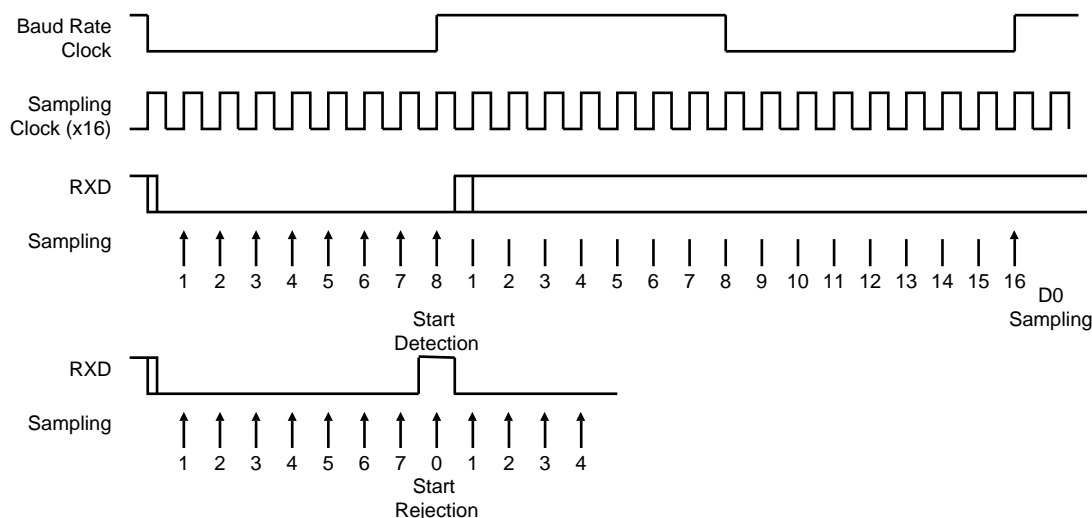 Baud Rate
Clock
Sampling
Clock (x16)
RXD
Sampling
1 2 3 4 5 6 7 8 1 2 3 4 5 6 7 8 9 10 11 12 13 14 15 16
D0
Sampling
Start
Detection
RXD
Sampling
1 2 3 4 5 6 7 0 1 2 3 4
Start
Rejection